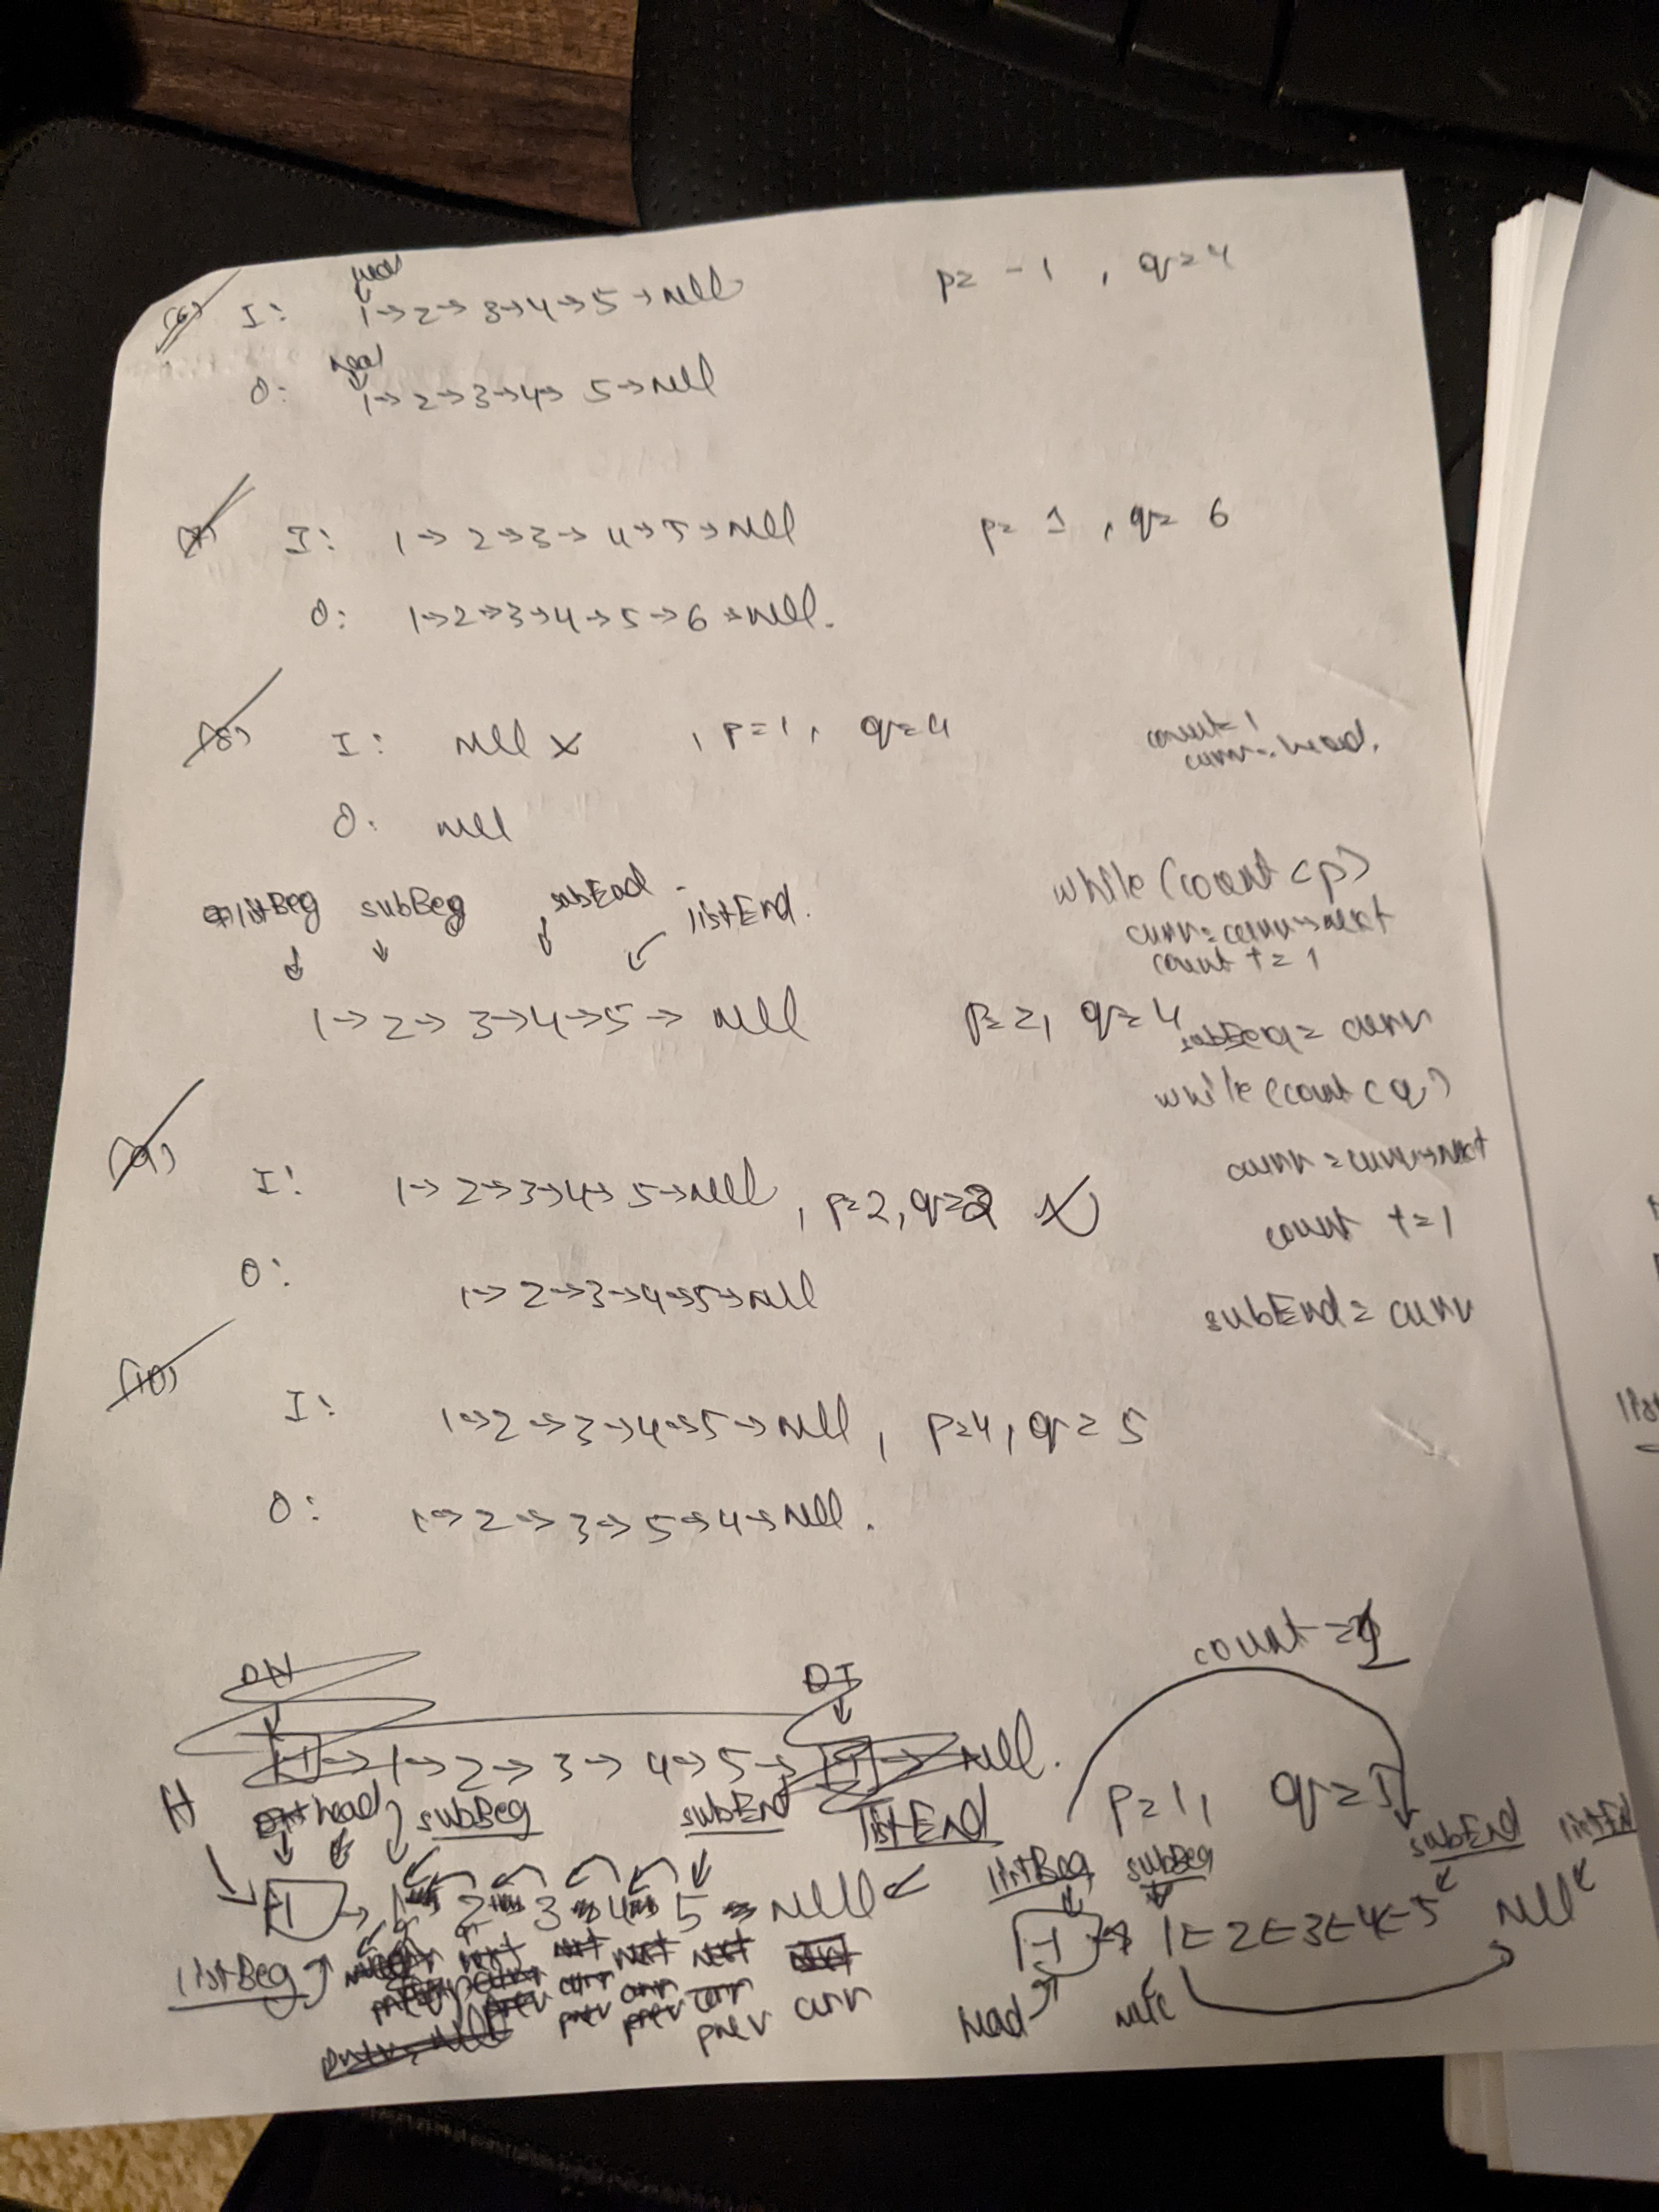 head
(6) I: 1→2→3→4→5→null p=-1, q=4
head
O: 1→2→3→4→ 5→null
(7) I: 1→2→3→4→5→null p=1, q=6
O: 1→2→3→4→5→6→null.
(8) I: null x , p=1, q=4
count=1
curr=head.
O: null
listBeg subBeg subEnd listEnd.
while (count<p)
curr=curr→next
count+=1
1→2→3→4→5→ null p=2, q=4
subBeg= curr
while (count<q)
curr=curr→next
count +=1
subEnd= curr
(9)
I: 1→2→3→4→5→null, p=2, q=2
O: 1→2→3→4→5→null
(10)
I: 1→2→3→4→5→null, p=4, q=5
O: 1→2→3→5→4→null.
count=1
-1→1→2→3→4→5→ -1 → null.
p=1, q=5
H head subBeg subEnd listEnd
-1→1 2 3 4 5 null
listBeg
next next next next
curr curr curr curr
prev prev prev prev
listBeg subBeg subEnd listEnd
-1→ 1←2←3←4←5 null
head